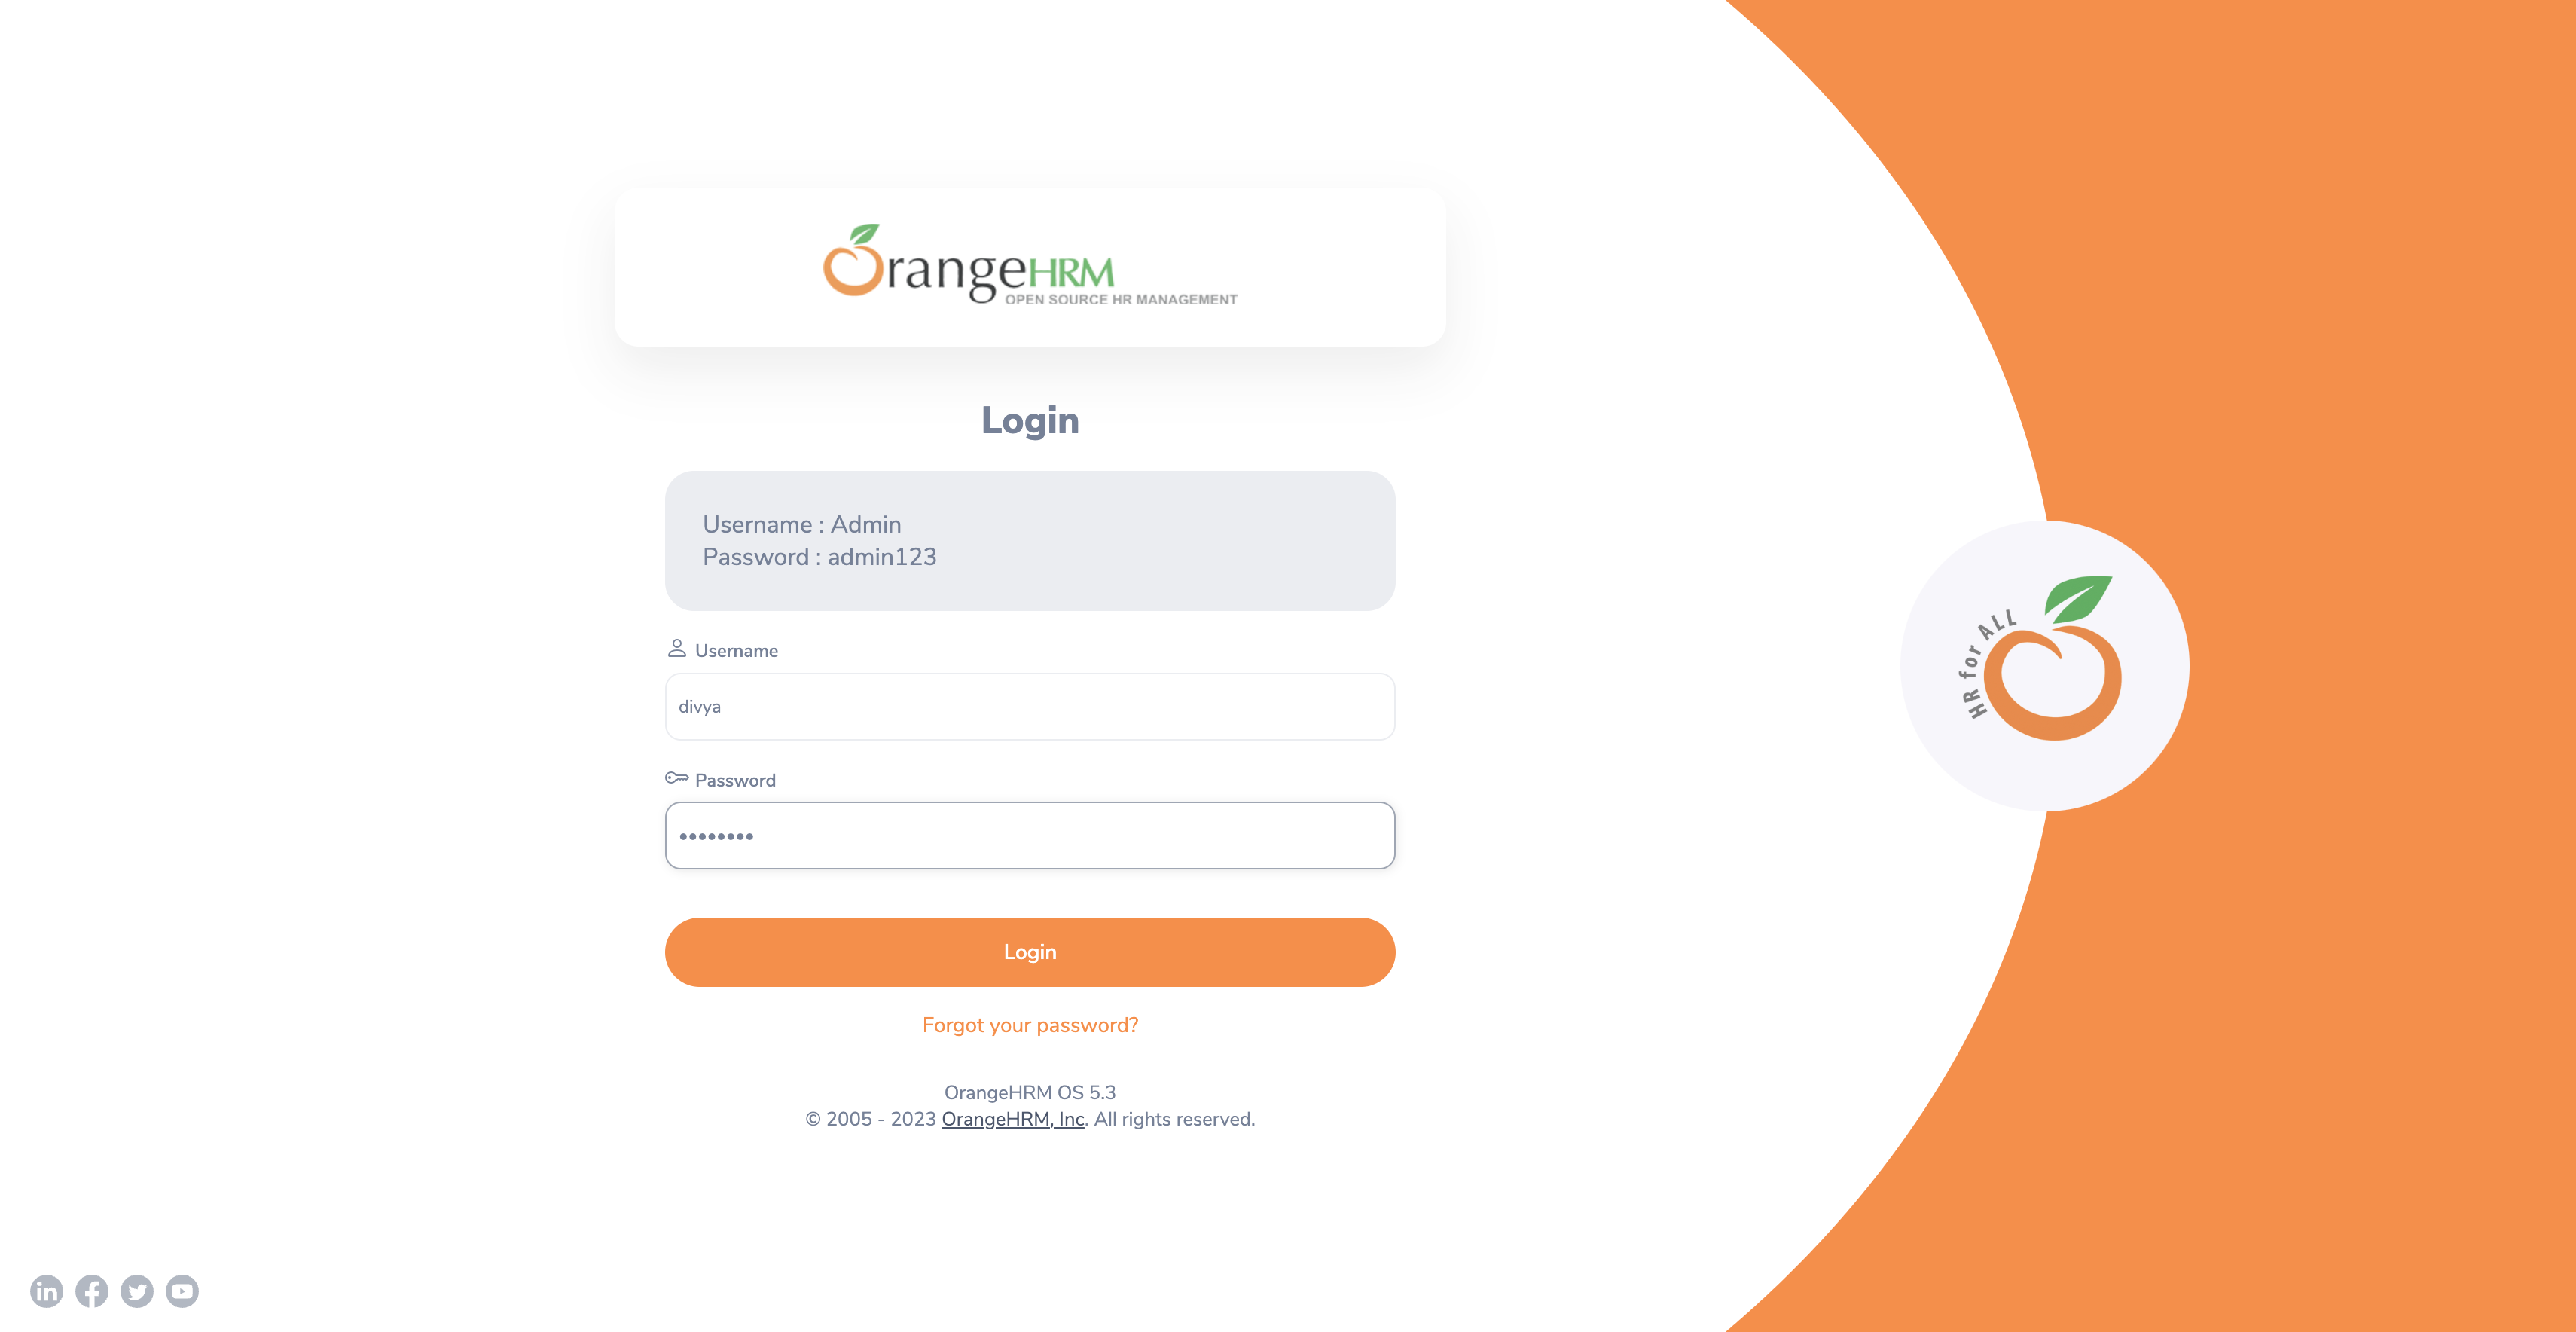 OrangeHRM
OPEN SOURCE HR MANAGEMENT
Login
Username : Admin
Password : admin123
Username
divya
Password
••••••••
Login
Forgot your password?
OrangeHRM OS 5.3
© 2005 - 2023 OrangeHRM, Inc. All rights reserved.
HR for ALL
in